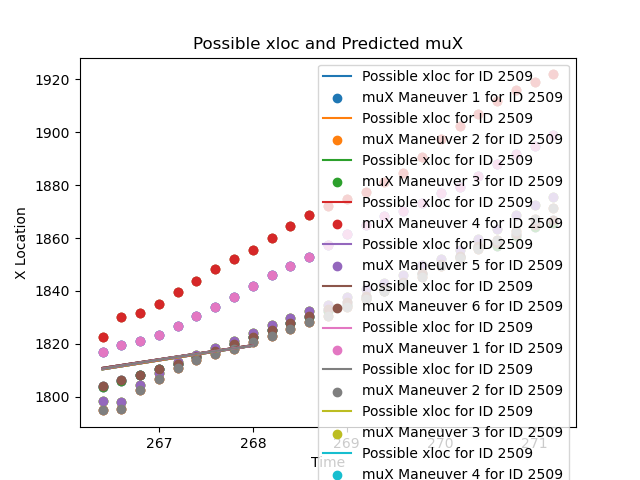 Possible xloc and Predicted muX
1920
1900
1880
1860
1840
1820
1800
X Location
267
268
269
270
271
Time
Possible xloc for ID 2509
muX Maneuver 1 for ID 2509
Possible xloc for ID 2509
muX Maneuver 2 for ID 2509
Possible xloc for ID 2509
muX Maneuver 3 for ID 2509
Possible xloc for ID 2509
muX Maneuver 4 for ID 2509
Possible xloc for ID 2509
muX Maneuver 5 for ID 2509
Possible xloc for ID 2509
muX Maneuver 6 for ID 2509
Possible xloc for ID 2509
muX Maneuver 1 for ID 2509
Possible xloc for ID 2509
muX Maneuver 2 for ID 2509
Possible xloc for ID 2509
muX Maneuver 3 for ID 2509
Possible xloc for ID 2509
muX Maneuver 4 for ID 2509